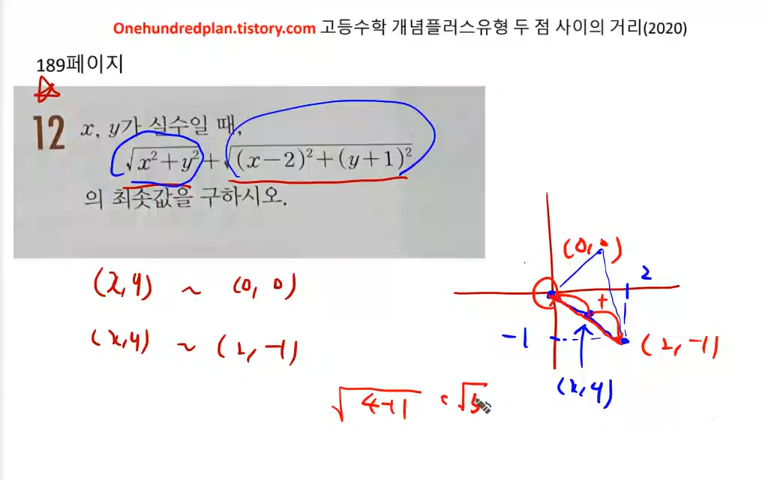 Onehundredplan.tistory.com 고등수학 개념플러스유형 두 점 사이의 거리(2020)
189페이지
12 x, y가 실수일 때,
√x²+y² + √(x−2)²+(y+1)²
의 최솟값을 구하시오.
(x,y) ~ (0, 0)
(x,y) ~ (2, -1)
(0, 0)
2
+
-1
(2, -1)
(x,y)
√4+1 = √5